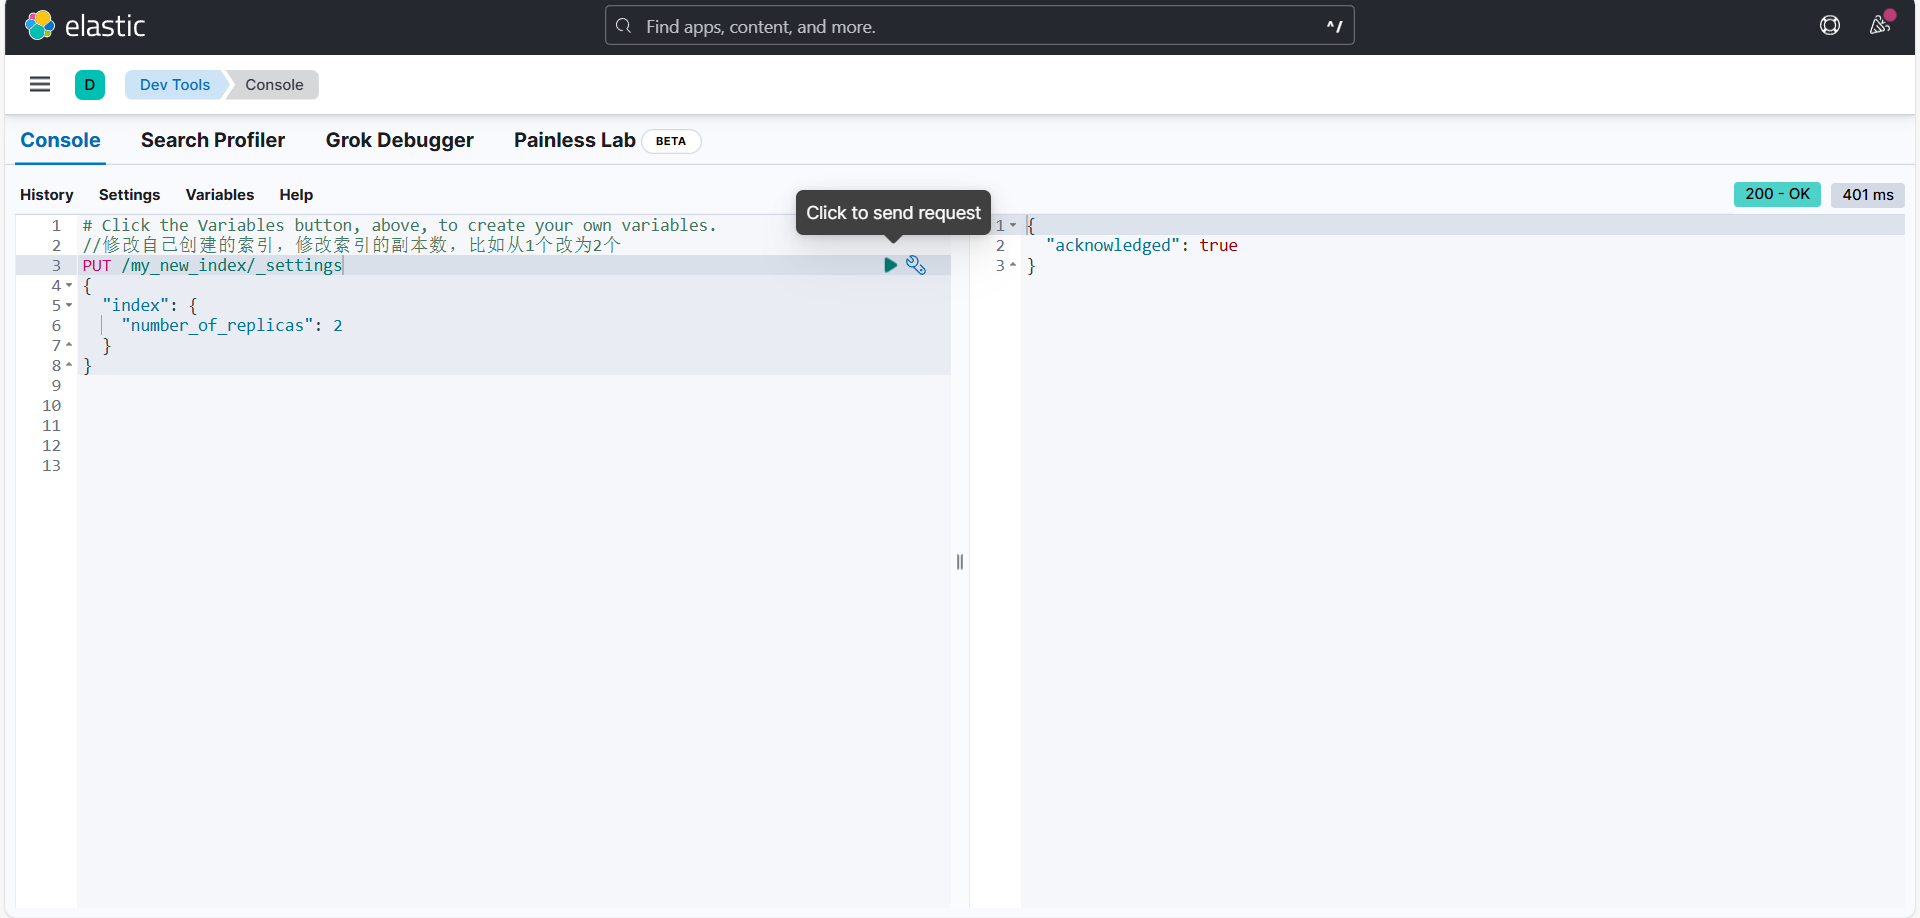 elastic
Find apps, content, and more.
^/
D
Dev Tools
Console
Console
Search Profiler
Grok Debugger
Painless Lab
BETA
History
Settings
Variables
Help
Click to send request
200 - OK
401 ms
1 # Click the Variables button, above, to create your own variables.
2 //修改自己创建的索引，修改索引的副本数，比如从1个改为2个
3 PUT /my_new_index/_settings
4 {
5   "index": {
6     "number_of_replicas": 2
7   }
8 }
9
10
11
12
13
1 {
2   "acknowledged": true
3 }